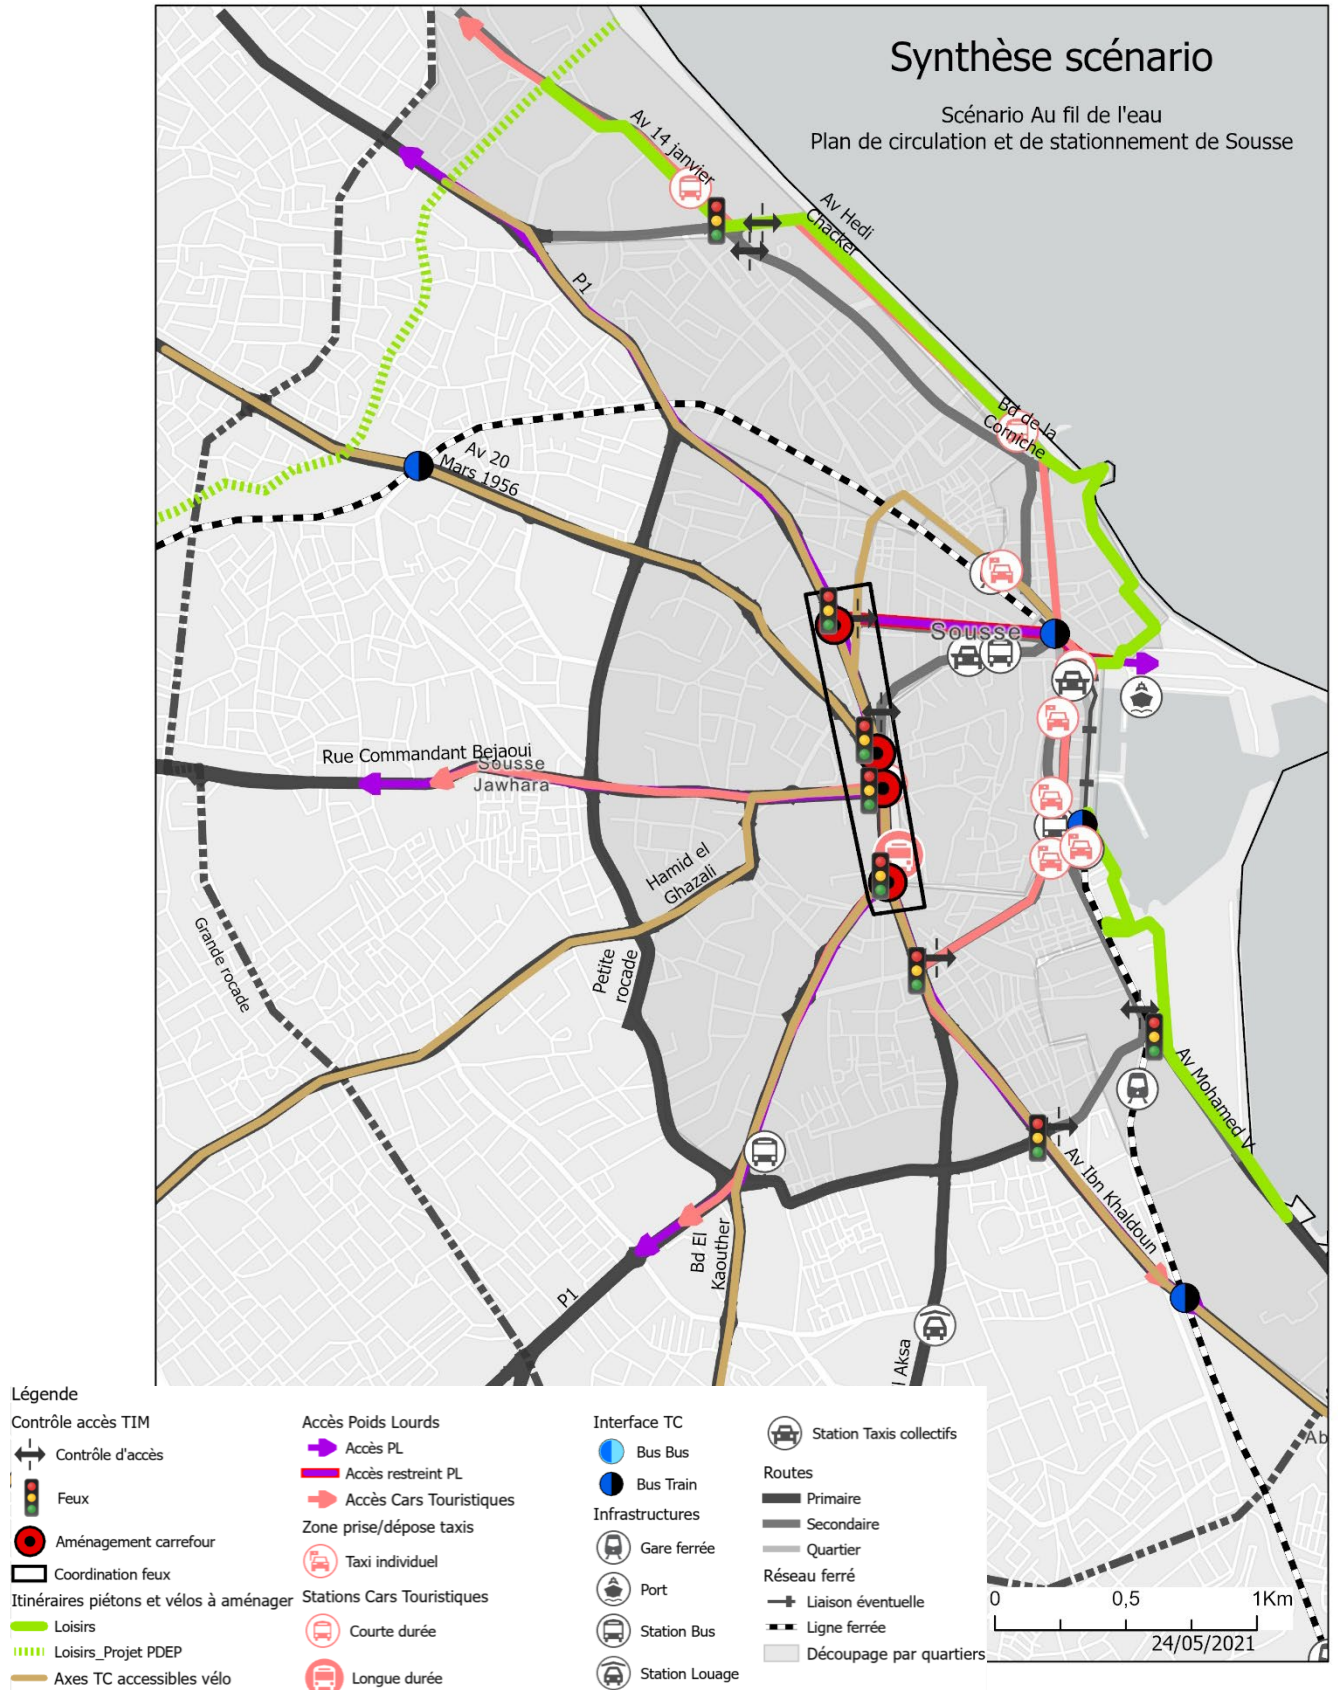 Synthèse scénario
Scénario Au fil de l'eau
Plan de circulation et de stationnement de Sousse
Av 14 janvier
Av Hedi
Chacker
P1
Bd de la
Corniche
Av 20
Mars 1956
Sousse
Rue Commandant Bejaoui
Sousse
Jawhara
Hamid el
Ghazali
Grande rocade
Petite
rocade
Av Mohamed V
Av Ibn Khaldoun
Bd El
Kaouther
P1
Aksa
Ab
Légende
Contrôle accès TIM
Contrôle d'accès
Feux
Aménagement carrefour
Coordination feux
Itinéraires piétons et vélos à aménager
Loisirs
Loisirs_Projet PDEP
Axes TC accessibles vélo
Accès Poids Lourds
Accès PL
Accès restreint PL
Accès Cars Touristiques
Zone prise/dépose taxis
Taxi individuel
Stations Cars Touristiques
Courte durée
Longue durée
Interface TC
Bus Bus
Bus Train
Infrastructures
Gare ferrée
Port
Station Bus
Station Louage
Station Taxis collectifs
Routes
Primaire
Secondaire
Quartier
Réseau ferré
Liaison éventuelle
Ligne ferrée
Découpage par quartiers
0 0,5 1Km
24/05/2021